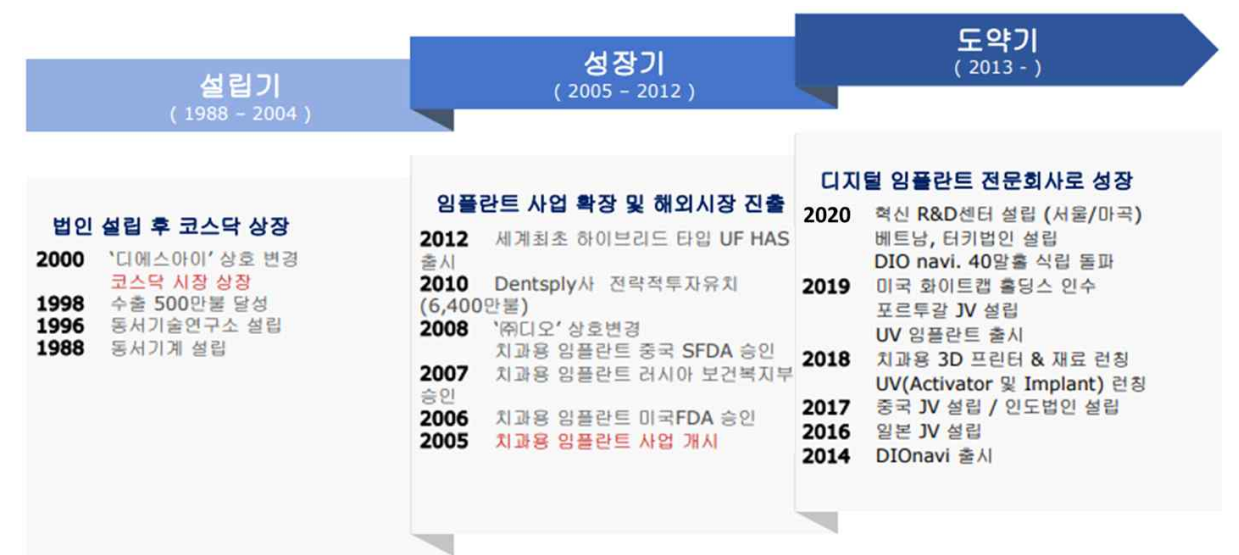 설립기
( 1988 – 2004 )
법인 설립 후 코스닥 상장
2000 '디에스아이' 상호 변경
코스닥 시장 상장
1998 수출 500만불 달성
1996 동서기술연구소 설립
1988 동서기계 설립
성장기
( 2005 – 2012 )
임플란트 사업 확장 및 해외시장 진출
2012 세계최초 하이브리드 타입 UF HAS
출시
2010 Dentsply사 전략적투자유치
(6,400만불)
2008 '㈜디오' 상호변경
치과용 임플란트 중국 SFDA 승인
2007 치과용 임플란트 러시아 보건복지부
승인
2006 치과용 임플란트 미국FDA 승인
2005 치과용 임플란트 사업 개시
도약기
( 2013 - )
디지털 임플란트 전문회사로 성장
2020 혁신 R&D센터 설립 (서울/마곡)
베트남, 터키법인 설립
DIO navi. 40말홀 식립 돌파
2019 미국 화이트캡 홀딩스 인수
포르투갈 JV 설립
UV 임플란트 출시
2018 치과용 3D 프린터 & 재료 런칭
UV(Activator 및 Implant) 런칭
2017 중국 JV 설립 / 인도법인 설립
2016 일본 JV 설립
2014 DIOnavi 출시